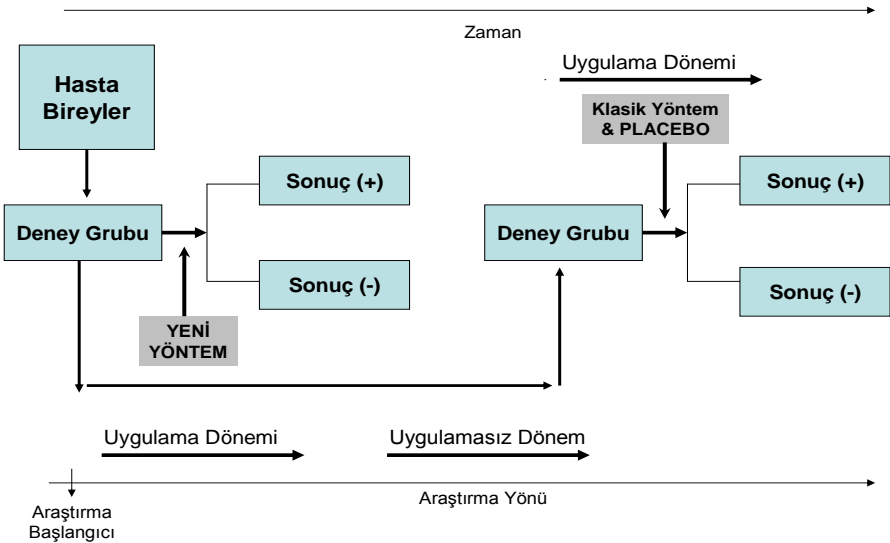 Zaman
Uygulama Dönemi
Hasta
Bireyler
Klasik Yöntem
& PLACEBO
Sonuç (+)
Sonuç (+)
Deney Grubu
Deney Grubu
Sonuç (-)
Sonuç (-)
YENİ
YÖNTEM
Uygulama Dönemi
Uygulamasız Dönem
Araştırma Yönü
Araştırma
Başlangıcı